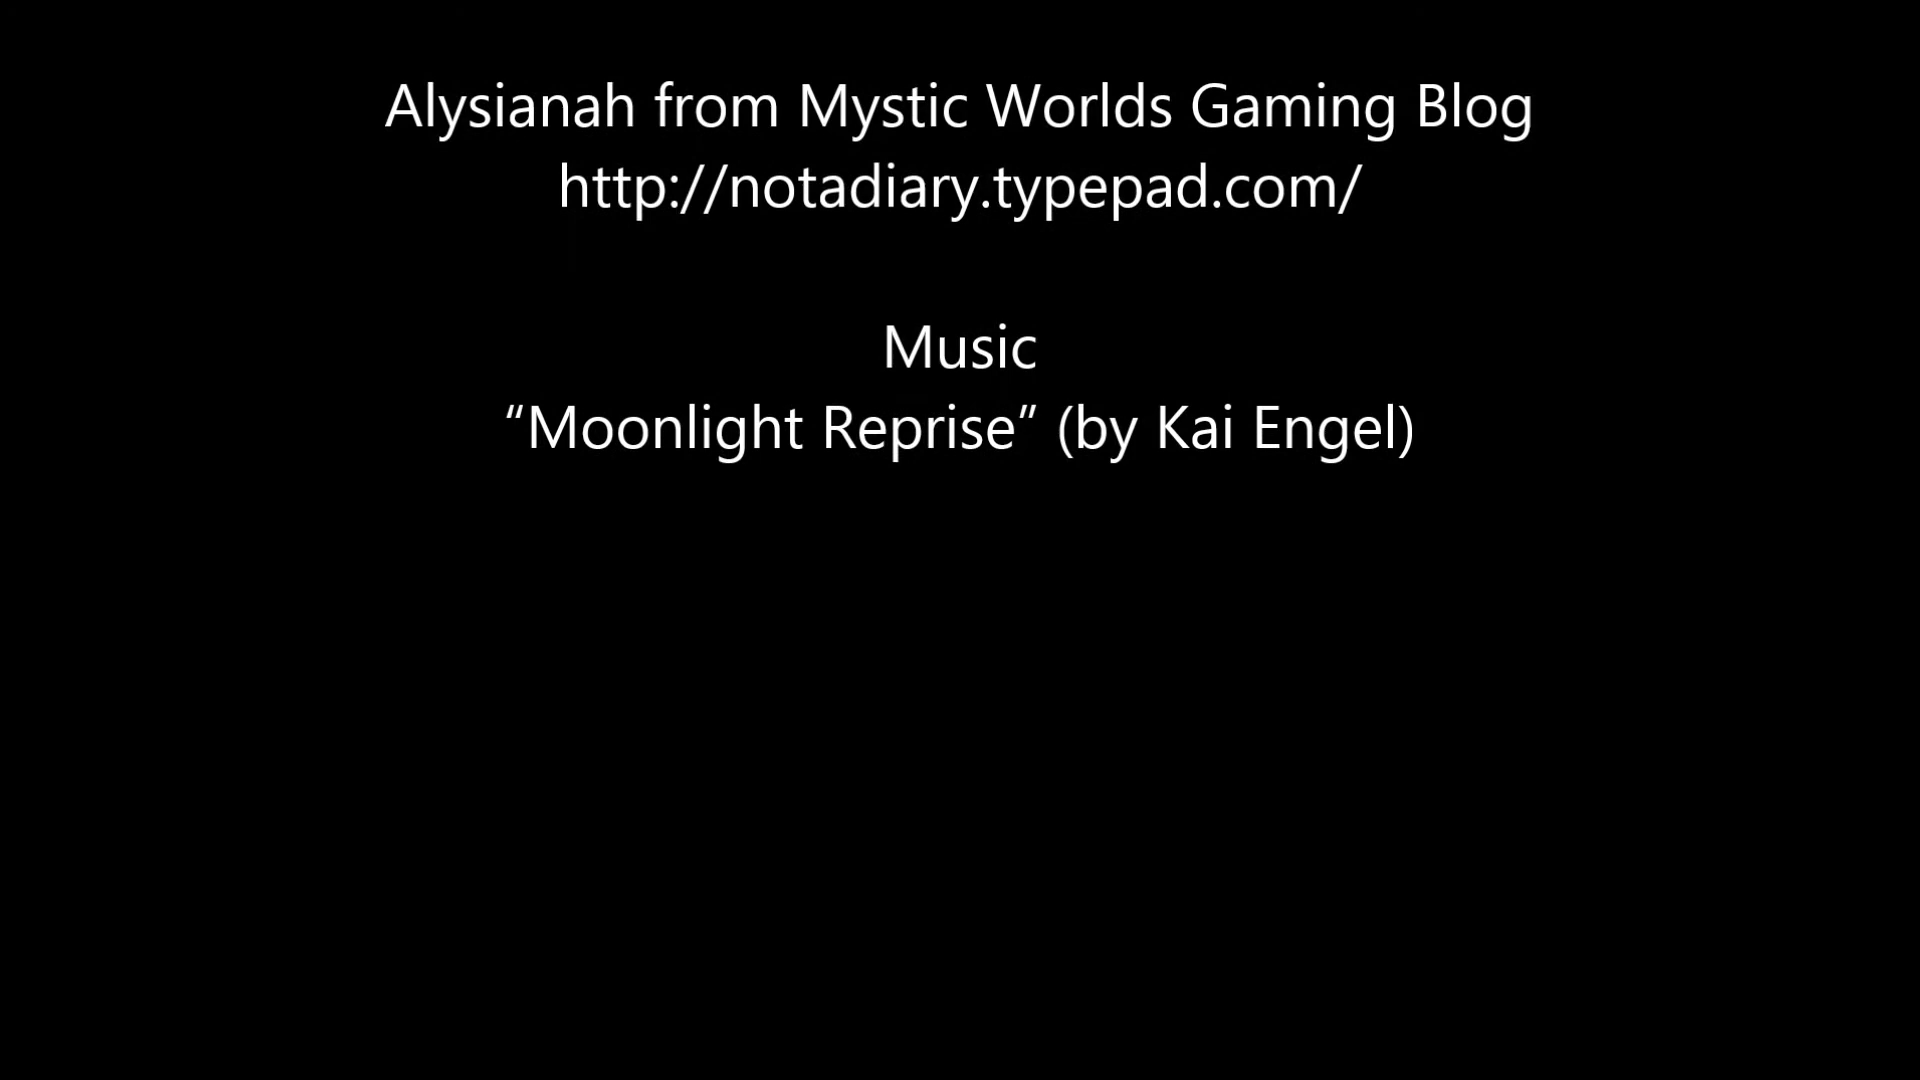 Alysianah from Mystic Worlds Gaming Blog
http://notadiary.typepad.com/
Music
“Moonlight Reprise” (by Kai Engel)